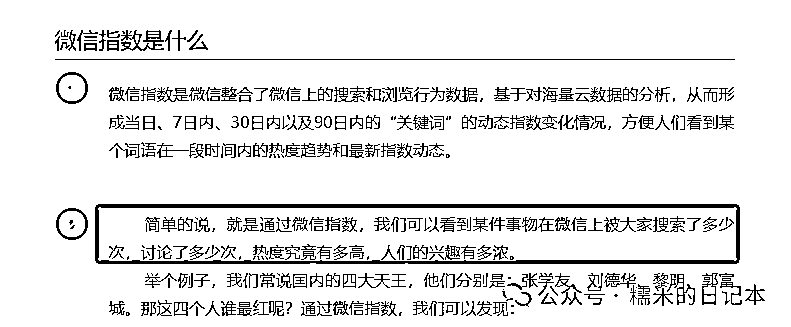 微信指数是什么
微信指数是微信整合了微信上的搜索和浏览行为数据，基于对海量云数据的分析，从而形
成当日、7日内、30日内以及90日内的“关键词”的动态指数变化情况，方便人们看到某
个词语在一段时间内的热度趋势和最新指数动态。
简单的说，就是通过微信指数，我们可以看到某件事物在微信上被大家搜索了多少
次，讨论了多少次，热度究竟有多高，人们的兴趣有多浓。
举个例子，我们常说国内的四大天王，他们分别是：张学友、刘德华、黎明、郭富
城。那这四个人谁最红呢？通过微信指数，我们可以发现：
公众号·糯米的日记本